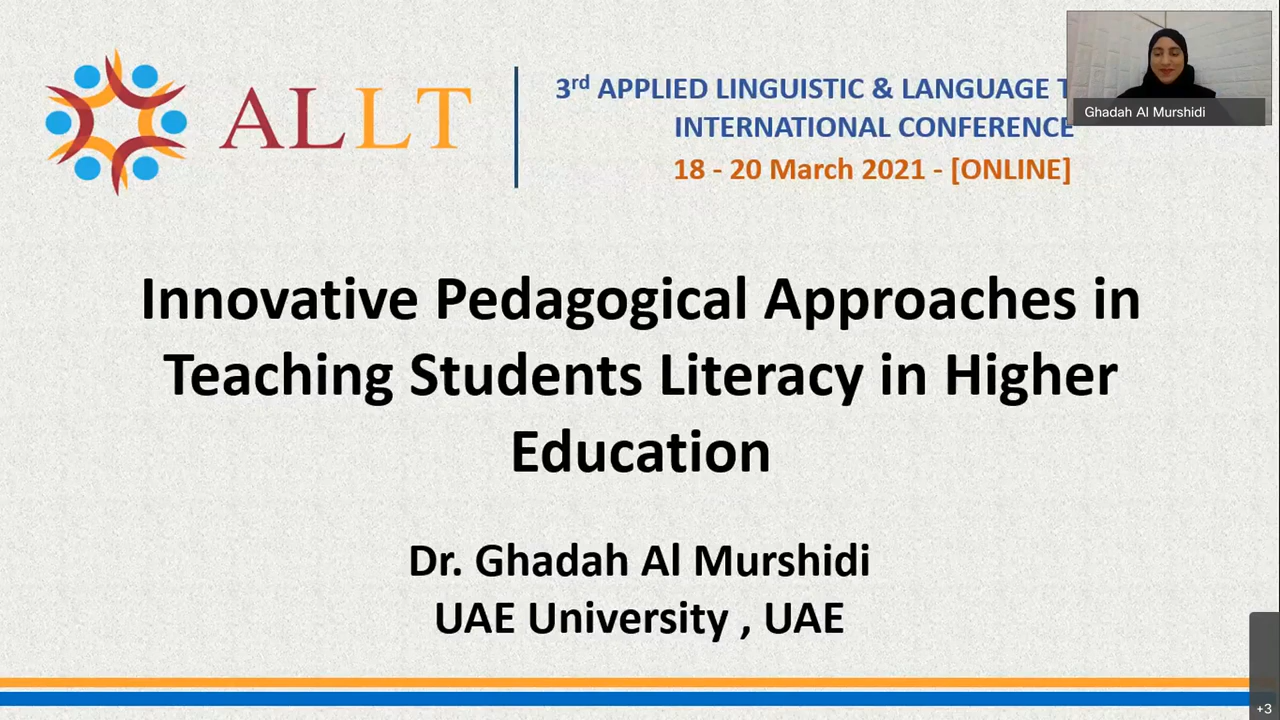 ALLT
3rd APPLIED LINGUISTIC & LANGUAGE
INTERNATIONAL CONFERENCE
18 - 20 March 2021 - [ONLINE]
Ghadah Al Murshidi
Innovative Pedagogical Approaches in
Teaching Students Literacy in Higher
Education
Dr. Ghadah Al Murshidi
UAE University , UAE
+3